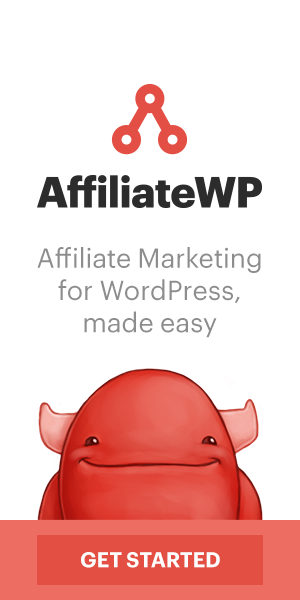 AffiliateWP
Affiliate Marketing
for WordPress,
made easy
GET STARTED